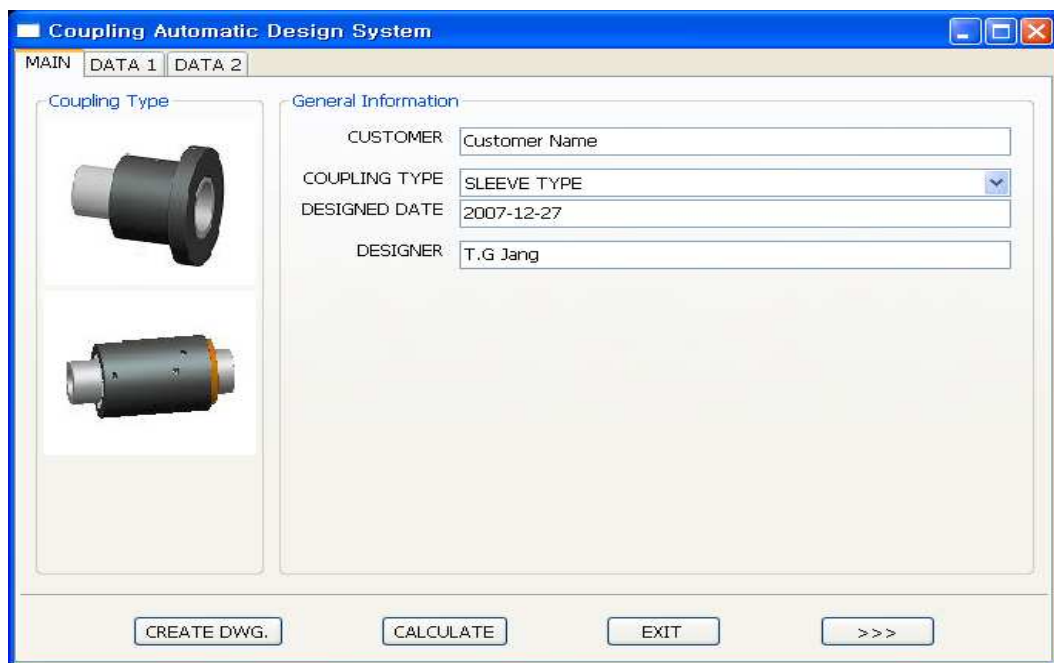 Coupling Automatic Design System
MAIN DATA 1 DATA 2
Coupling Type
General Information
CUSTOMER Customer Name
COUPLING TYPE SLEEVE TYPE
DESIGNED DATE 2007-12-27
DESIGNER T.G Jang
CREATE DWG. CALCULATE EXIT >>>